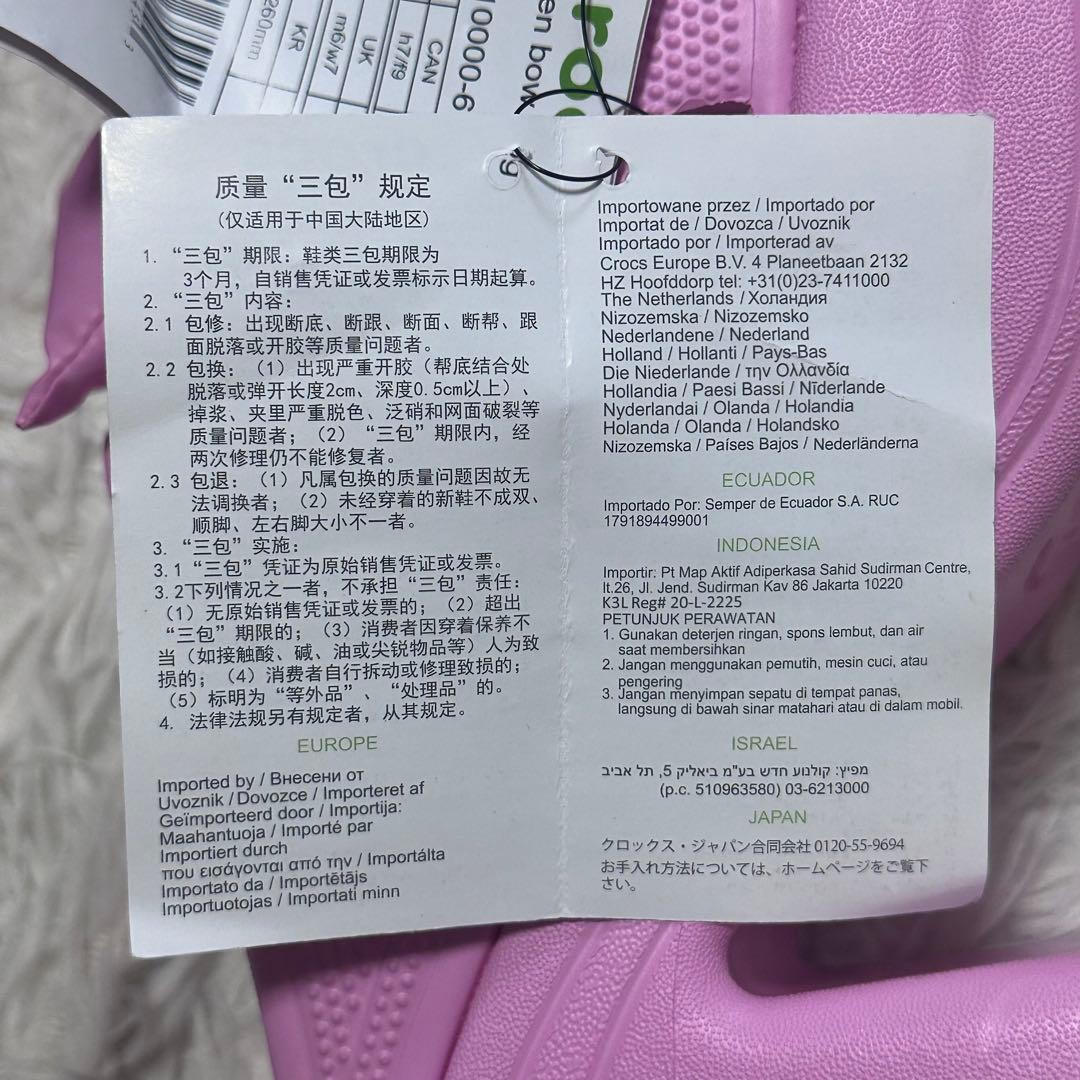 10000-6
en bow
CAN
h7/f9
UK
m6/w7
KR
260mm
质量“三包”规定
(仅适用于中国大陆地区)
1. “三包”期限：鞋类三包期限为
3个月，自销售凭证或发票标示日期起算。
2. “三包”内容：
2.1 包修：出现断底、断跟、断面、断帮、跟
面脱落或开胶等质量问题者。
2.2 包换：（1）出现严重开胶（帮底结合处
脱落或弹开长度2cm、深度0.5cm以上）、
掉浆、夹里严重脱色、泛硝和网面破裂等
质量问题者；（2）“三包”期限内，经
两次修理仍不能修复者。
2.3 包退：（1）凡属包换的质量问题因故无
法调换者；（2）未经穿着的新鞋不成双、
顺脚、左右脚大小不一者。
3. “三包”实施：
3.1 “三包”凭证为原始销售凭证或发票。
3.2下列情况之一者，不承担“三包”责任：
（1）无原始销售凭证或发票的；（2）超出
“三包”期限的；（3）消费者因穿着保养不
当（如接触酸、碱、油或尖锐物品等）人为致
损的；（4）消费者自行拆动或修理致损的；
（5）标明为“等外品”、“处理品”的。
4. 法律法规另有规定者，从其规定。
EUROPE
Imported by / Внесени от
Uvoznik / Dovozce / Importeret af
Geïmporteerd door / Importija:
Maahantuoja / Importé par
Importiert durch
που εισάγονται από την / Importálta
Importato da / Importētājs
Importuotojas / Importati minn
Importowane przez / Importado por
Importat de / Dovozca / Uvoznik
Importado por / Importerad av
Crocs Europe B.V. 4 Planeetbaan 2132
HZ Hoofddorp tel: +31(0)23-7411000
The Netherlands / Холандия
Nizozemska / Nizozemsko
Nederlandene / Nederland
Holland / Hollanti / Pays-Bas
Die Niederlande / την Ολλανδία
Hollandia / Paesi Bassi / Nīderlande
Nyderlandai / Olanda / Holandia
Holanda / Olanda / Holandsko
Nizozemska / Países Bajos / Nederländerna
ECUADOR
Importado Por: Semper de Ecuador S.A. RUC
1791894499001
INDONESIA
Importir: Pt Map Aktif Adiperkasa Sahid Sudirman Centre,
lt.26, Jl. Jend. Sudirman Kav 86 Jakarta 10220
K3L Reg# 20-L-2225
PETUNJUK PERAWATAN
1. Gunakan deterjen ringan, spons lembut, dan air
saat membersihkan
2. Jangan menggunakan pemutih, mesin cuci, atau
pengering
3. Jangan menyimpan sepatu di tempat panas,
langsung di bawah sinar matahari atau di dalam mobil.
ISRAEL
מפיץ: קולנוע חדש בע"מ ביאליק 5, תל אביב
(p.c. 510963580) 03-6213000
JAPAN
クロックス・ジャパン合同会社 0120-55-9694
お手入れ方法については、ホームページをご覧下
さい。